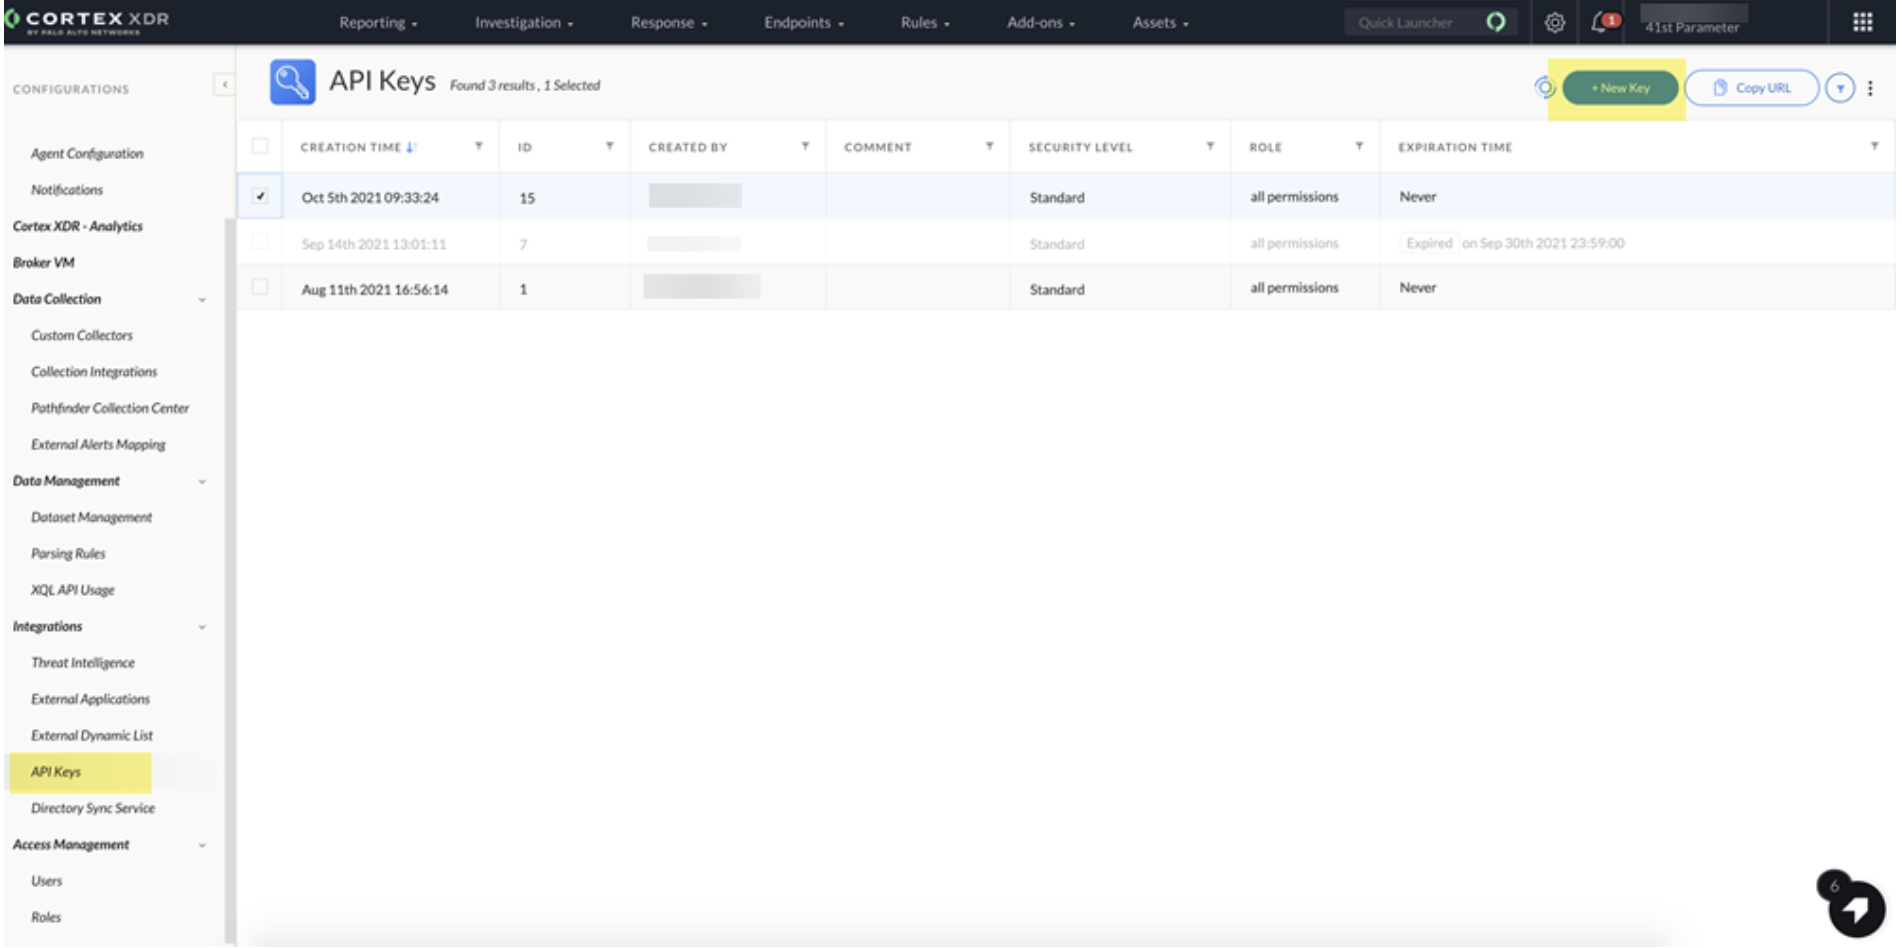 CORTEX XDR
BY PALO ALTO NETWORKS
Reporting
Investigation
Response
Endpoints
Rules
Add-ons
Assets
Quick Launcher
1
41st Parameter
CONFIGURATIONS
Agent Configuration
Notifications
Cortex XDR - Analytics
Broker VM
Data Collection
Custom Collectors
Collection Integrations
Pathfinder Collection Center
External Alerts Mapping
Data Management
Dataset Management
Parsing Rules
XQL API Usage
Integrations
Threat Intelligence
External Applications
External Dynamic List
API Keys
Directory Sync Service
Access Management
Users
Roles
API Keys Found 3 results , 1 Selected
+ New Key
Copy URL
CREATION TIME ID CREATED BY COMMENT SECURITY LEVEL ROLE EXPIRATION TIME
Oct 5th 2021 09:33:24 15 Standard all permissions Never
Sep 14th 2021 13:01:11 7 Standard all permissions Expired on Sep 30th 2021 23:59:00
Aug 11th 2021 16:56:14 1 Standard all permissions Never
6